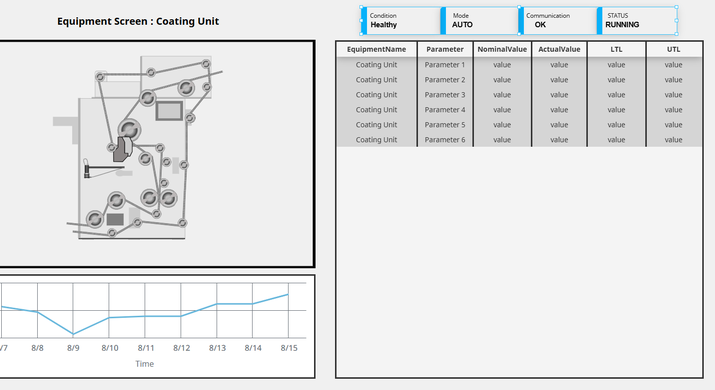 Equipment Screen : Coating Unit
Condition Mode Communication STATUS
Healthy AUTO OK RUNNING
EquipmentName Parameter NominalValue ActualValue LTL UTL
Coating Unit Parameter 1 value value value value
Coating Unit Parameter 2 value value value value
Coating Unit Parameter 3 value value value value
Coating Unit Parameter 4 value value value value
Coating Unit Parameter 5 value value value value
Coating Unit Parameter 6 value value value value
/7 8/8 8/9 8/10 8/11 8/12 8/13 8/14 8/15
Time